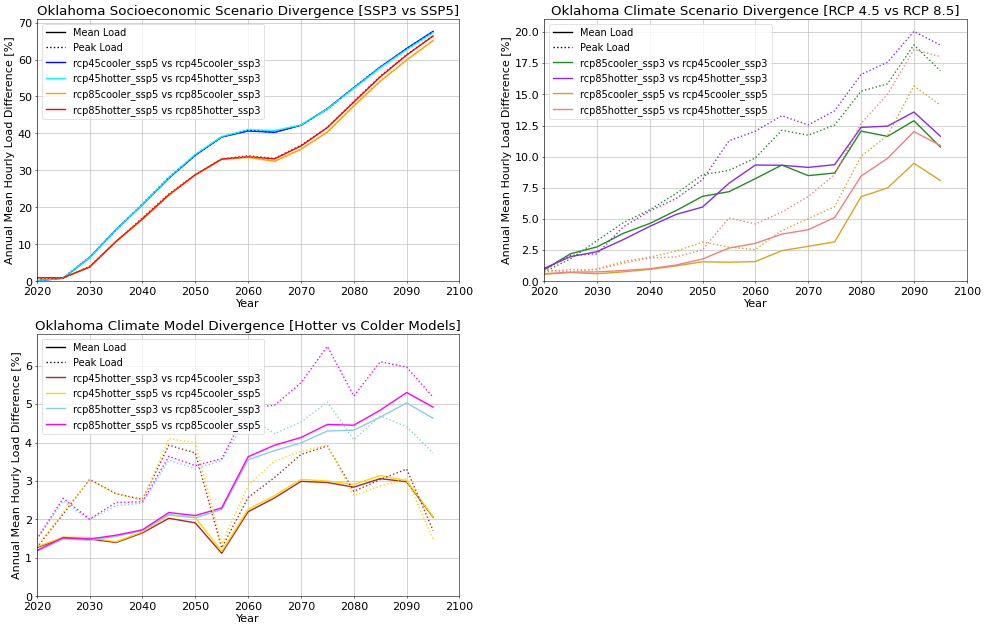 Oklahoma Socioeconomic Scenario Divergence [SSP3 vs SSP5]
Annual Mean Hourly Load Difference [%]
70
60
50
40
30
20
10
0
Mean Load
Peak Load
rcp45cooler_ssp5 vs rcp45cooler_ssp3
rcp45hotter_ssp5 vs rcp45hotter_ssp3
rcp85cooler_ssp5 vs rcp85cooler_ssp3
rcp85hotter_ssp5 vs rcp85hotter_ssp3
2020 2030 2040 2050 2060 2070 2080 2090 2100
Year
Oklahoma Climate Scenario Divergence [RCP 4.5 vs RCP 8.5]
Annual Mean Hourly Load Difference [%]
20.0
17.5
15.0
12.5
10.0
7.5
5.0
2.5
0.0
Mean Load
Peak Load
rcp85cooler_ssp3 vs rcp45cooler_ssp3
rcp85hotter_ssp3 vs rcp45hotter_ssp3
rcp85cooler_ssp5 vs rcp45cooler_ssp5
rcp85hotter_ssp5 vs rcp45hotter_ssp5
2020 2030 2040 2050 2060 2070 2080 2090 2100
Year
Oklahoma Climate Model Divergence [Hotter vs Colder Models]
Annual Mean Hourly Load Difference [%]
6
5
4
3
2
1
0
Mean Load
Peak Load
rcp45hotter_ssp3 vs rcp45cooler_ssp3
rcp45hotter_ssp5 vs rcp45cooler_ssp5
rcp85hotter_ssp3 vs rcp85cooler_ssp3
rcp85hotter_ssp5 vs rcp85cooler_ssp5
2020 2030 2040 2050 2060 2070 2080 2090 2100
Year